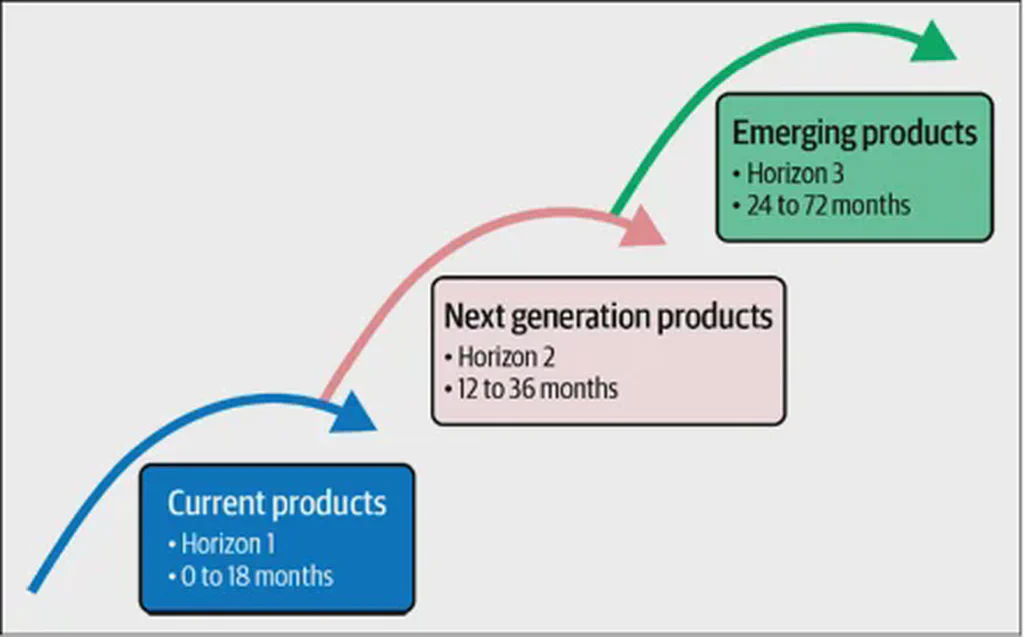 Emerging products
• Horizon 3
• 24 to 72 months
Next generation products
• Horizon 2
• 12 to 36 months
Current products
• Horizon 1
• 0 to 18 months